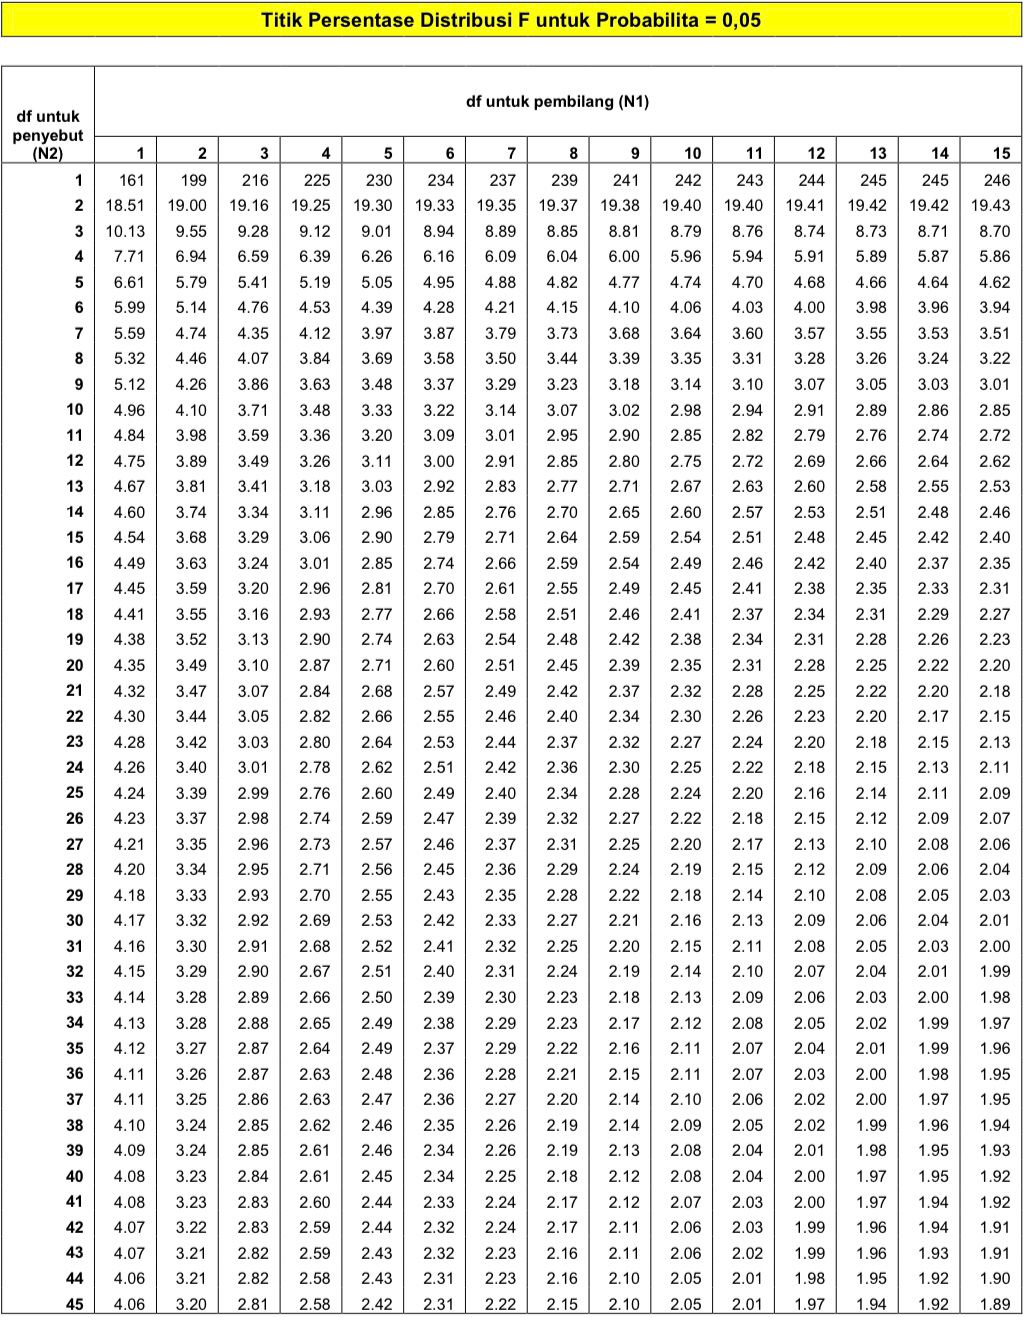 Titik Persentase Distribusi F untuk Probabilita = 0,05
df untuk penyebut (N2) df untuk pembilang (N1)
1 2 3 4 5 6 7 8 9 10 11 12 13 14 15
1 161 199 216 225 230 234 237 239 241 242 243 244 245 245 246
2 18.51 19.00 19.16 19.25 19.30 19.33 19.35 19.37 19.38 19.40 19.40 19.41 19.42 19.42 19.43
3 10.13 9.55 9.28 9.12 9.01 8.94 8.89 8.85 8.81 8.79 8.76 8.74 8.73 8.71 8.70
4 7.71 6.94 6.59 6.39 6.26 6.16 6.09 6.04 6.00 5.96 5.94 5.91 5.89 5.87 5.86
5 6.61 5.79 5.41 5.19 5.05 4.95 4.88 4.82 4.77 4.74 4.70 4.68 4.66 4.64 4.62
6 5.99 5.14 4.76 4.53 4.39 4.28 4.21 4.15 4.10 4.06 4.03 4.00 3.98 3.96 3.94
7 5.59 4.74 4.35 4.12 3.97 3.87 3.79 3.73 3.68 3.64 3.60 3.57 3.55 3.53 3.51
8 5.32 4.46 4.07 3.84 3.69 3.58 3.50 3.44 3.39 3.35 3.31 3.28 3.26 3.24 3.22
9 5.12 4.26 3.86 3.63 3.48 3.37 3.29 3.23 3.18 3.14 3.10 3.07 3.05 3.03 3.01
10 4.96 4.10 3.71 3.48 3.33 3.22 3.14 3.07 3.02 2.98 2.94 2.91 2.89 2.86 2.85
11 4.84 3.98 3.59 3.36 3.20 3.09 3.01 2.95 2.90 2.85 2.82 2.79 2.76 2.74 2.72
12 4.75 3.89 3.49 3.26 3.11 3.00 2.91 2.85 2.80 2.75 2.72 2.69 2.66 2.64 2.62
13 4.67 3.81 3.41 3.18 3.03 2.92 2.83 2.77 2.71 2.67 2.63 2.60 2.58 2.55 2.53
14 4.60 3.74 3.34 3.11 2.96 2.85 2.76 2.70 2.65 2.60 2.57 2.53 2.51 2.48 2.46
15 4.54 3.68 3.29 3.06 2.90 2.79 2.71 2.64 2.59 2.54 2.51 2.48 2.45 2.42 2.40
16 4.49 3.63 3.24 3.01 2.85 2.74 2.66 2.59 2.54 2.49 2.46 2.42 2.40 2.37 2.35
17 4.45 3.59 3.20 2.96 2.81 2.70 2.61 2.55 2.49 2.45 2.41 2.38 2.35 2.33 2.31
18 4.41 3.55 3.16 2.93 2.77 2.66 2.58 2.51 2.46 2.41 2.37 2.34 2.31 2.29 2.27
19 4.38 3.52 3.13 2.90 2.74 2.63 2.54 2.48 2.42 2.38 2.34 2.31 2.28 2.26 2.23
20 4.35 3.49 3.10 2.87 2.71 2.60 2.51 2.45 2.39 2.35 2.31 2.28 2.25 2.22 2.20
21 4.32 3.47 3.07 2.84 2.68 2.57 2.49 2.42 2.37 2.32 2.28 2.25 2.22 2.20 2.18
22 4.30 3.44 3.05 2.82 2.66 2.55 2.46 2.40 2.34 2.30 2.26 2.23 2.20 2.17 2.15
23 4.28 3.42 3.03 2.80 2.64 2.53 2.44 2.37 2.32 2.27 2.24 2.20 2.18 2.15 2.13
24 4.26 3.40 3.01 2.78 2.62 2.51 2.42 2.36 2.30 2.25 2.22 2.18 2.15 2.13 2.11
25 4.24 3.39 2.99 2.76 2.60 2.49 2.40 2.34 2.28 2.24 2.20 2.16 2.14 2.11 2.09
26 4.23 3.37 2.98 2.74 2.59 2.47 2.39 2.32 2.27 2.22 2.18 2.15 2.12 2.09 2.07
27 4.21 3.35 2.96 2.73 2.57 2.46 2.37 2.31 2.25 2.20 2.17 2.13 2.10 2.08 2.06
28 4.20 3.34 2.95 2.71 2.56 2.45 2.36 2.29 2.24 2.19 2.15 2.12 2.09 2.06 2.04
29 4.18 3.33 2.93 2.70 2.55 2.43 2.35 2.28 2.22 2.18 2.14 2.10 2.08 2.05 2.03
30 4.17 3.32 2.92 2.69 2.53 2.42 2.33 2.27 2.21 2.16 2.13 2.09 2.06 2.04 2.01
31 4.16 3.30 2.91 2.68 2.52 2.41 2.32 2.25 2.20 2.15 2.11 2.08 2.05 2.03 2.00
32 4.15 3.29 2.90 2.67 2.51 2.40 2.31 2.24 2.19 2.14 2.10 2.07 2.04 2.01 1.99
33 4.14 3.28 2.89 2.66 2.50 2.39 2.30 2.23 2.18 2.13 2.09 2.06 2.03 2.00 1.98
34 4.13 3.28 2.88 2.65 2.49 2.38 2.29 2.23 2.17 2.12 2.08 2.05 2.02 1.99 1.97
35 4.12 3.27 2.87 2.64 2.49 2.37 2.29 2.22 2.16 2.11 2.07 2.04 2.01 1.99 1.96
36 4.11 3.26 2.87 2.63 2.48 2.36 2.28 2.21 2.15 2.11 2.07 2.03 2.00 1.98 1.95
37 4.11 3.25 2.86 2.63 2.47 2.36 2.27 2.20 2.14 2.10 2.06 2.02 2.00 1.97 1.95
38 4.10 3.24 2.85 2.62 2.46 2.35 2.26 2.19 2.14 2.09 2.05 2.02 1.99 1.96 1.94
39 4.09 3.24 2.85 2.61 2.46 2.34 2.26 2.19 2.13 2.08 2.04 2.01 1.98 1.95 1.93
40 4.08 3.23 2.84 2.61 2.45 2.34 2.25 2.18 2.12 2.08 2.04 2.00 1.97 1.95 1.92
41 4.08 3.23 2.83 2.60 2.44 2.33 2.24 2.17 2.12 2.07 2.03 2.00 1.97 1.94 1.92
42 4.07 3.22 2.83 2.59 2.44 2.32 2.24 2.17 2.11 2.06 2.03 1.99 1.96 1.94 1.91
43 4.07 3.21 2.82 2.59 2.43 2.32 2.23 2.16 2.11 2.06 2.02 1.99 1.96 1.93 1.91
44 4.06 3.21 2.82 2.58 2.43 2.31 2.23 2.16 2.10 2.05 2.01 1.98 1.95 1.92 1.90
45 4.06 3.20 2.81 2.58 2.42 2.31 2.22 2.15 2.10 2.05 2.01 1.97 1.94 1.92 1.89